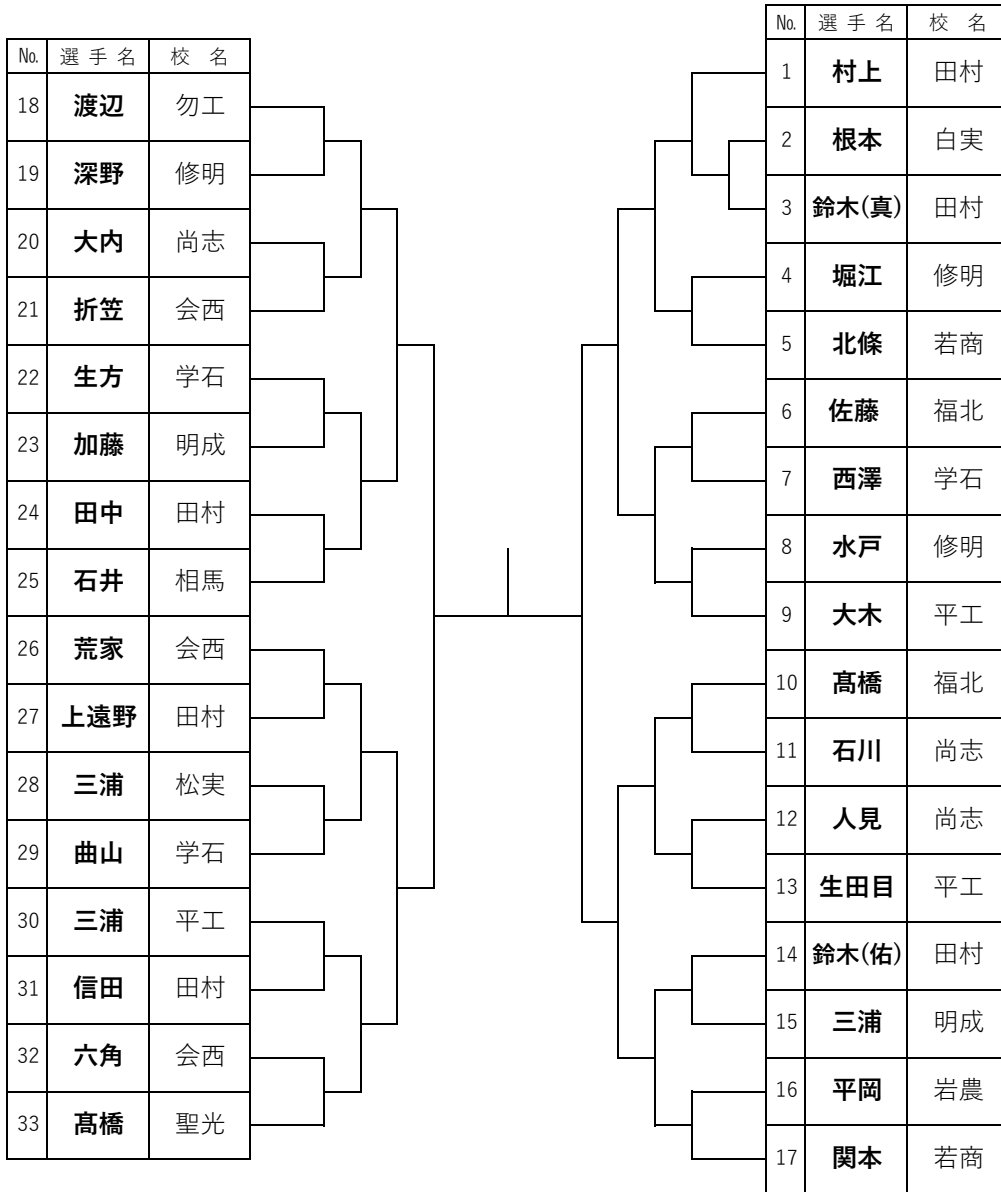 № 選手名 校 名
18 渡辺 勿工
19 深野 修明
20 大内 尚志
21 折笠 会西
22 生方 学石
23 加藤 明成
24 田中 田村
25 石井 相馬
26 荒家 会西
27 上遠野 田村
28 三浦 松実
29 曲山 学石
30 三浦 平工
31 信田 田村
32 六角 会西
33 髙橋 聖光
№ 選手名 校 名
1 村上 田村
2 根本 白実
3 鈴木(真) 田村
4 堀江 修明
5 北條 若商
6 佐藤 福北
7 西澤 学石
8 水戸 修明
9 大木 平工
10 髙橋 福北
11 石川 尚志
12 人見 尚志
13 生田目 平工
14 鈴木(佑) 田村
15 三浦 明成
16 平岡 岩農
17 関本 若商